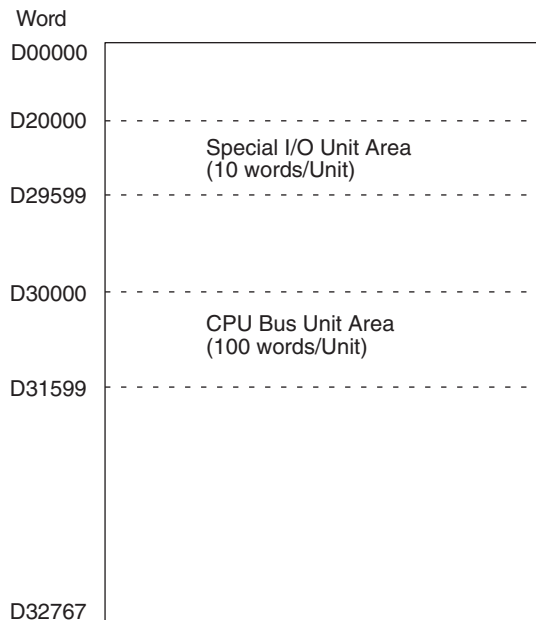 Word
D00000
D20000
Special I/O Unit Area
(10 words/Unit)
D29599
D30000
CPU Bus Unit Area
(100 words/Unit)
D31599
D32767